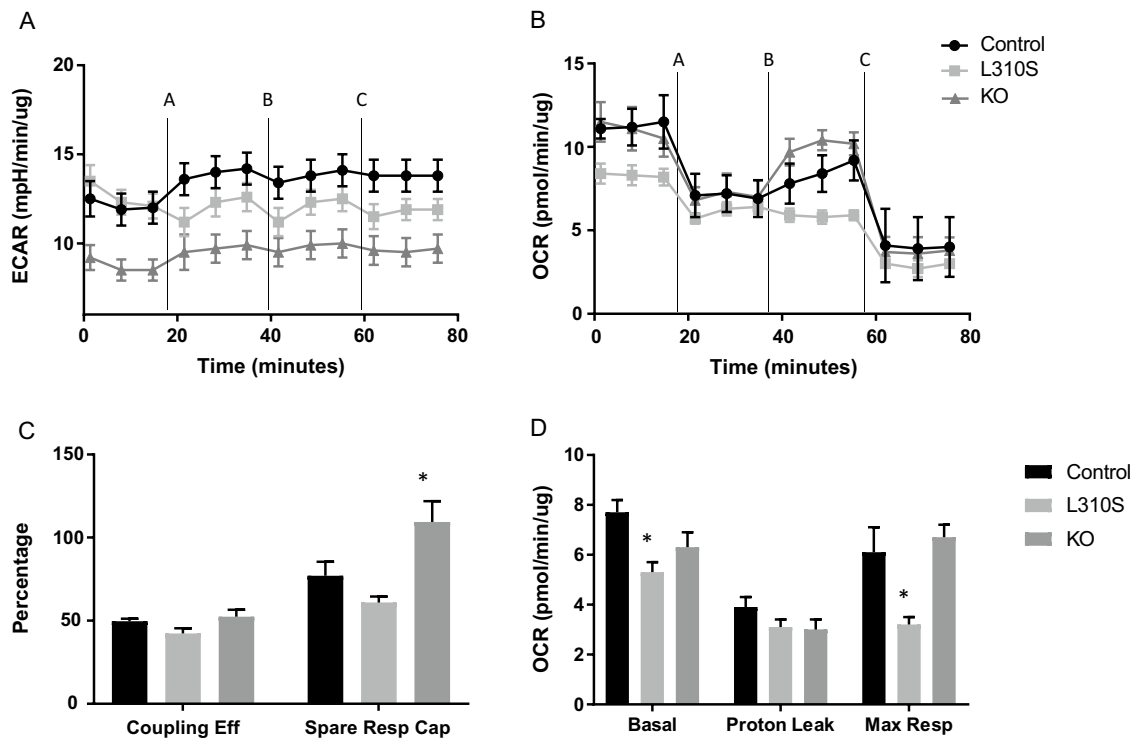 A
ECAR (mpH/min/ug)
20
15
10
A
B
C
0
20
40
60
80
Time (minutes)
B
OCR (pmol/min/ug)
15
10
5
0
A
B
C
0
20
40
60
80
Time (minutes)
Control
L310S
KO
C
Percentage
150
100
50
0
*
Coupling Eff
Spare Resp Cap
D
OCR (pmol/min/ug)
10
8
6
4
2
0
*
*
Basal
Proton Leak
Max Resp
Control
L310S
KO